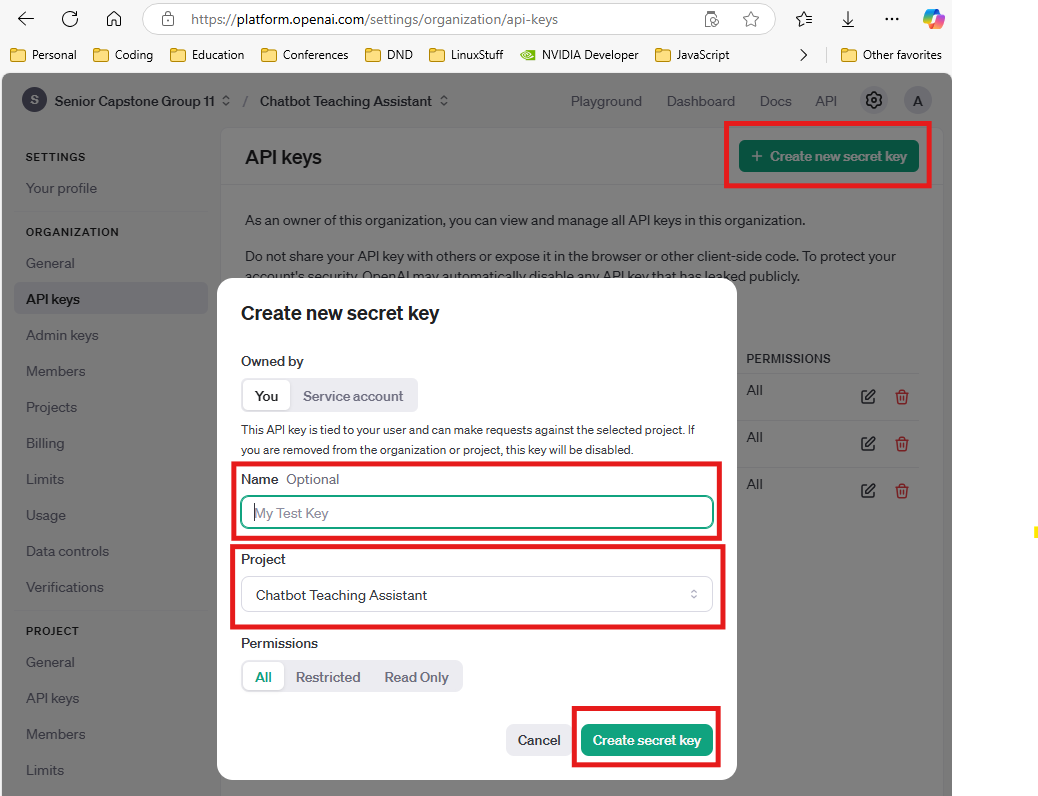 https://platform.openai.com/settings/organization/api-keys
Personal Coding Education Conferences DND LinuxStuff NVIDIA Developer JavaScript Other favorites
S Senior Capstone Group 11 / Chatbot Teaching Assistant Playground Dashboard Docs API A
SETTINGS
Your profile
ORGANIZATION
General
API keys
Admin keys
Members
Projects
Billing
Limits
Usage
Data controls
Verifications
PROJECT
General
API keys
Members
Limits
API keys
+ Create new secret key
As an owner of this organization, you can view and manage all API keys in this organization.
Do not share your API key with others or expose it in the browser or other client-side code. To protect your
account's security, OpenAI may automatically disable any API key that has leaked publicly.
PERMISSIONS
All
All
All
Create new secret key
Owned by
You Service account
This API key is tied to your user and can make requests against the selected project. If
you are removed from the organization or project, this key will be disabled.
Name Optional
My Test Key
Project
Chatbot Teaching Assistant
Permissions
All Restricted Read Only
Cancel Create secret key